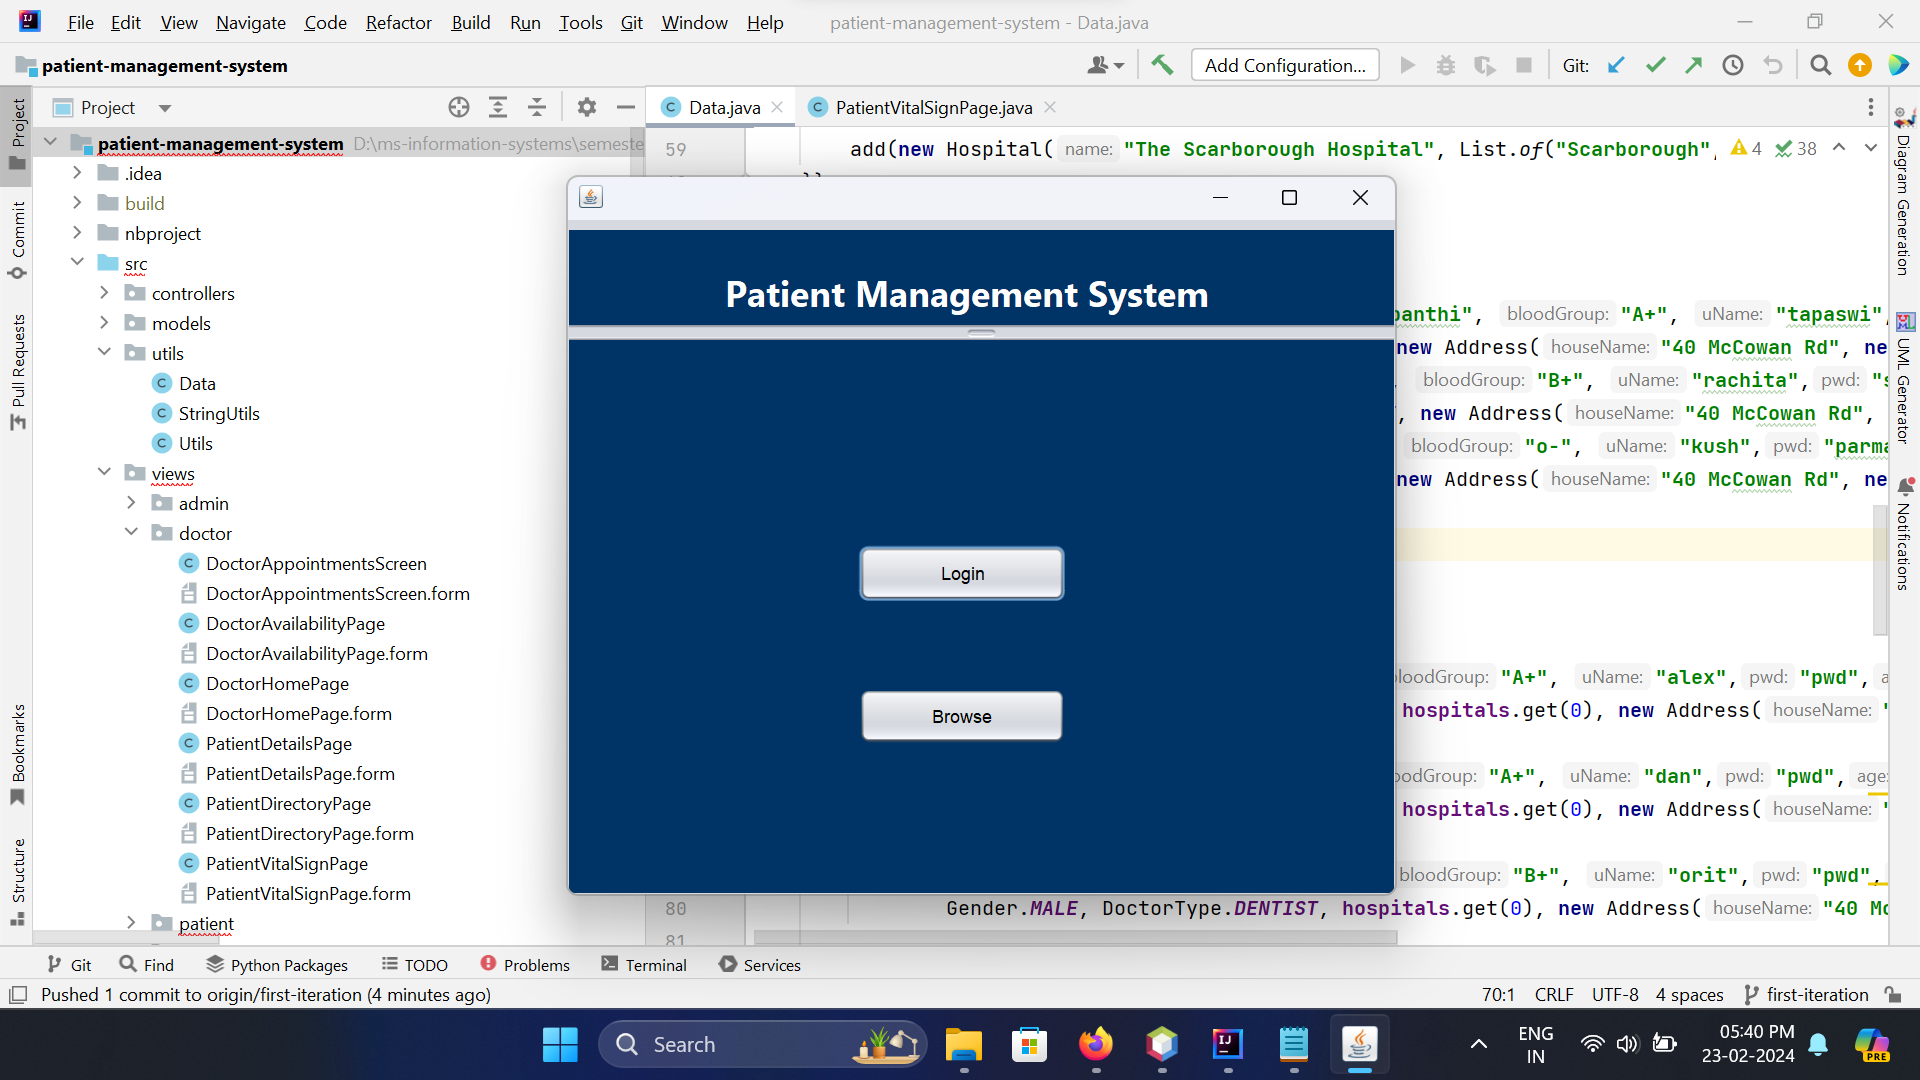 File Edit View Navigate Code Refactor Build Run Tools Git Window Help patient-management-system - Data.java
patient-management-system
Add Configuration...
Git:
Project
Data.java
PatientVitalSignPage.java
patient-management-system D:\ms-information-systems\semeste
.idea
build
nbproject
src
controllers
models
utils
Data
StringUtils
Utils
views
admin
doctor
DoctorAppointmentsScreen
DoctorAppointmentsScreen.form
DoctorAvailabilityPage
DoctorAvailabilityPage.form
DoctorHomePage
DoctorHomePage.form
PatientDetailsPage
PatientDetailsPage.form
PatientDirectoryPage
PatientDirectoryPage.form
PatientVitalSignPage
PatientVitalSignPage.form
patient
Project
Commit
Pull Requests
Bookmarks
Structure
59 add(new Hospital( name: "The Scarborough Hospital", List.of("Scarborough", 4 38
Patient Management System
Login
Browse
panthi", bloodGroup: "A+", uName: "tapaswi",
new Address( houseName: "40 McCowan Rd", ne
, bloodGroup: "B+", uName: "rachita", pwd: "s
, new Address( houseName: "40 McCowan Rd",
bloodGroup: "o-", uName: "kush", pwd: "parma
new Address( houseName: "40 McCowan Rd", ne
bloodGroup: "A+", uName: "alex", pwd: "pwd", a
hospitals.get(0), new Address( houseName: "
bloodGroup: "A+", uName: "dan", pwd: "pwd", age:
hospitals.get(0), new Address( houseName: "
bloodGroup: "B+", uName: "orit", pwd: "pwd",
80 Gender.MALE, DoctorType.DENTIST, hospitals.get(0), new Address( houseName: "40 Mc
81
Diagram Generation
UML Generator
Notifications
Git Find Python Packages TODO Problems Terminal Services
Pushed 1 commit to origin/first-iteration (4 minutes ago) 70:1 CRLF UTF-8 4 spaces first-iteration
Search
ENG
IN
05:40 PM
23-02-2024
PRE